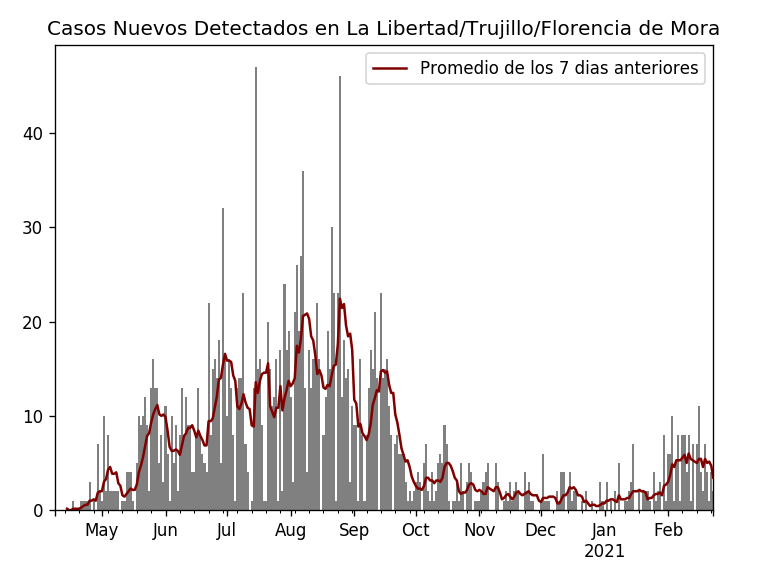 Casos Nuevos Detectados en La Libertad/Trujillo/Florencia de Mora
Promedio de los 7 dias anteriores
40
30
20
10
0
May Jun Jul Aug Sep Oct Nov Dec Jan Feb
2021